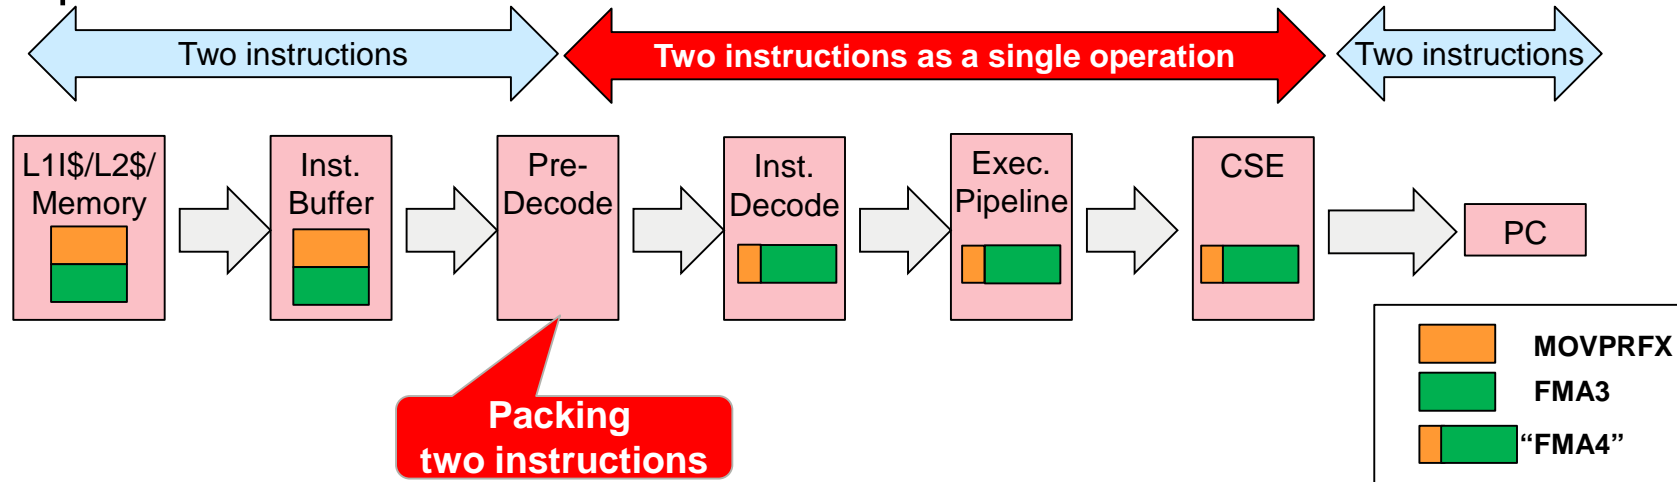 Two instructions
Two instructions as a single operation
Two instructions
L1I$/L2$/
Memory
Inst.
Buffer
Pre-
Decode
Inst.
Decode
Exec.
Pipeline
CSE
PC
Packing
two instructions
MOVPRFX
FMA3
“FMA4”